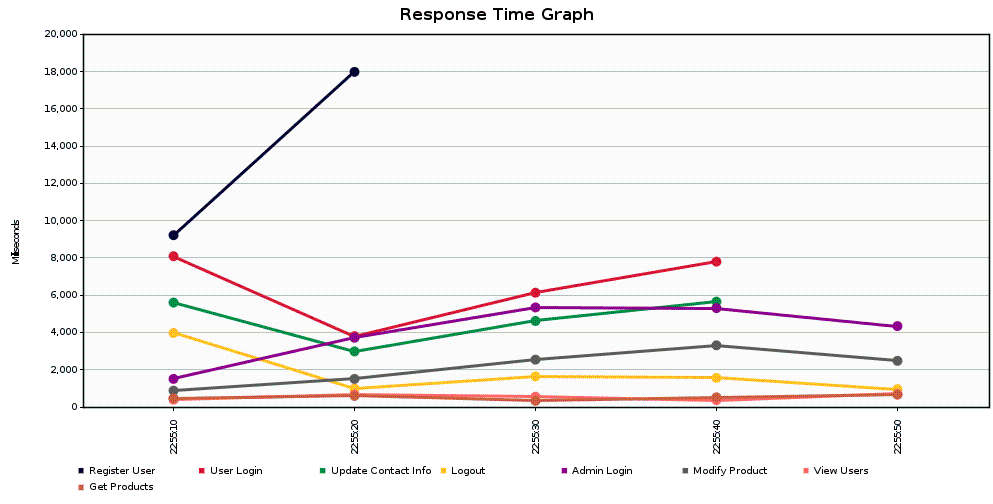 Response Time Graph
20,000
18,000
16,000
14,000
12,000
10,000
8,000
6,000
4,000
2,000
0
Milliseconds
22:55:10
22:55:20
22:55:30
22:55:40
22:55:50
Register User
User Login
Update Contact Info
Logout
Admin Login
Modify Product
View Users
Get Products